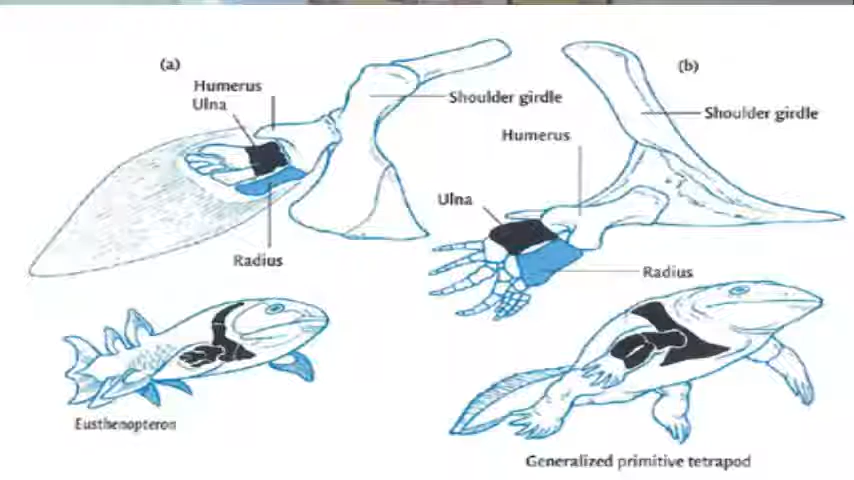 (a)
Humerus
Ulna
Shoulder girdle
Radius
Eusthenopteron
(b)
Shoulder girdle
Humerus
Ulna
Radius
Generalized primitive tetrapod